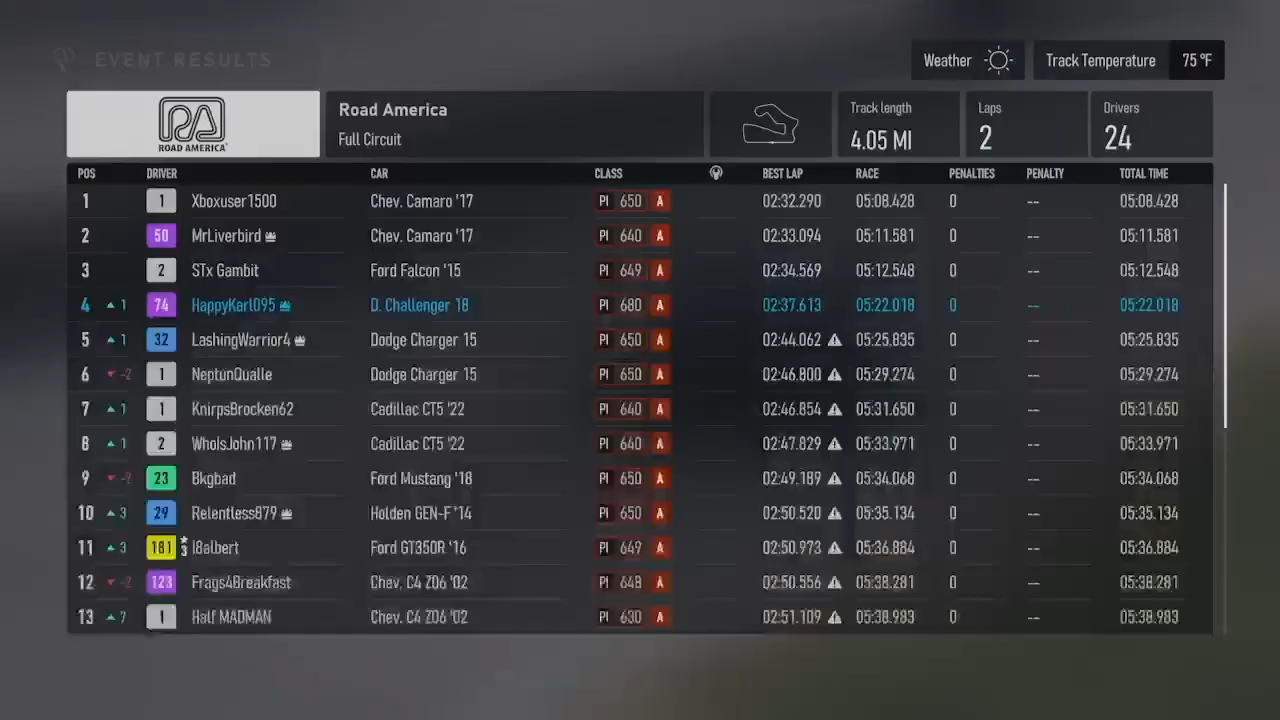 EVENT RESULTS
Weather
Track Temperature 75 °F
RA
ROAD AMERICA
Road America
Full Circuit
Track length
4.05 MI
Laps
2
Drivers
24
POS DRIVER CAR CLASS BEST LAP RACE PENALTIES PENALTY TOTAL TIME
1 1 Xboxuser1500 Chev. Camaro '17 PI 650 A 02:32.290 05:08.428 0 -- 05:08.428
2 50 MrLiverbird Chev. Camaro '17 PI 640 A 02:33.094 05:11.581 0 -- 05:11.581
3 2 STx Gambit Ford Falcon '15 PI 649 A 02:34.569 05:12.548 0 -- 05:12.548
4 1 74 HappyKarl095 D. Challenger 18 PI 680 A 02:37.613 05:22.018 0 -- 05:22.018
5 1 32 LashingWarrior4 Dodge Charger 15 PI 650 A 02:44.062 05:25.835 0 -- 05:25.835
6 -2 1 NeptunQualle Dodge Charger 15 PI 650 A 02:46.800 05:29.274 0 -- 05:29.274
7 1 1 KnirpsBrocken62 Cadillac CT5 '22 PI 640 A 02:46.854 05:31.650 0 -- 05:31.650
8 1 2 WhoIsJohn117 Cadillac CT5 '22 PI 640 A 02:47.829 05:33.971 0 -- 05:33.971
9 -2 23 Bkgbad Ford Mustang '18 PI 650 A 02:49.189 05:34.068 0 -- 05:34.068
10 3 29 Relentless879 Holden GEN-F '14 PI 650 A 02:50.520 05:35.134 0 -- 05:35.134
11 3 181 3 l8albert Ford GT350R '16 PI 649 A 02:50.973 05:36.884 0 -- 05:36.884
12 -2 123 Frays4Breakfast Chev. C4 Z06 '02 PI 648 A 02:50.556 05:38.281 0 -- 05:38.281
13 7 1 Half MADMAN Chev. C4 Z06 '02 PI 630 A 02:51.109 05:38.983 0 -- 05:38.983